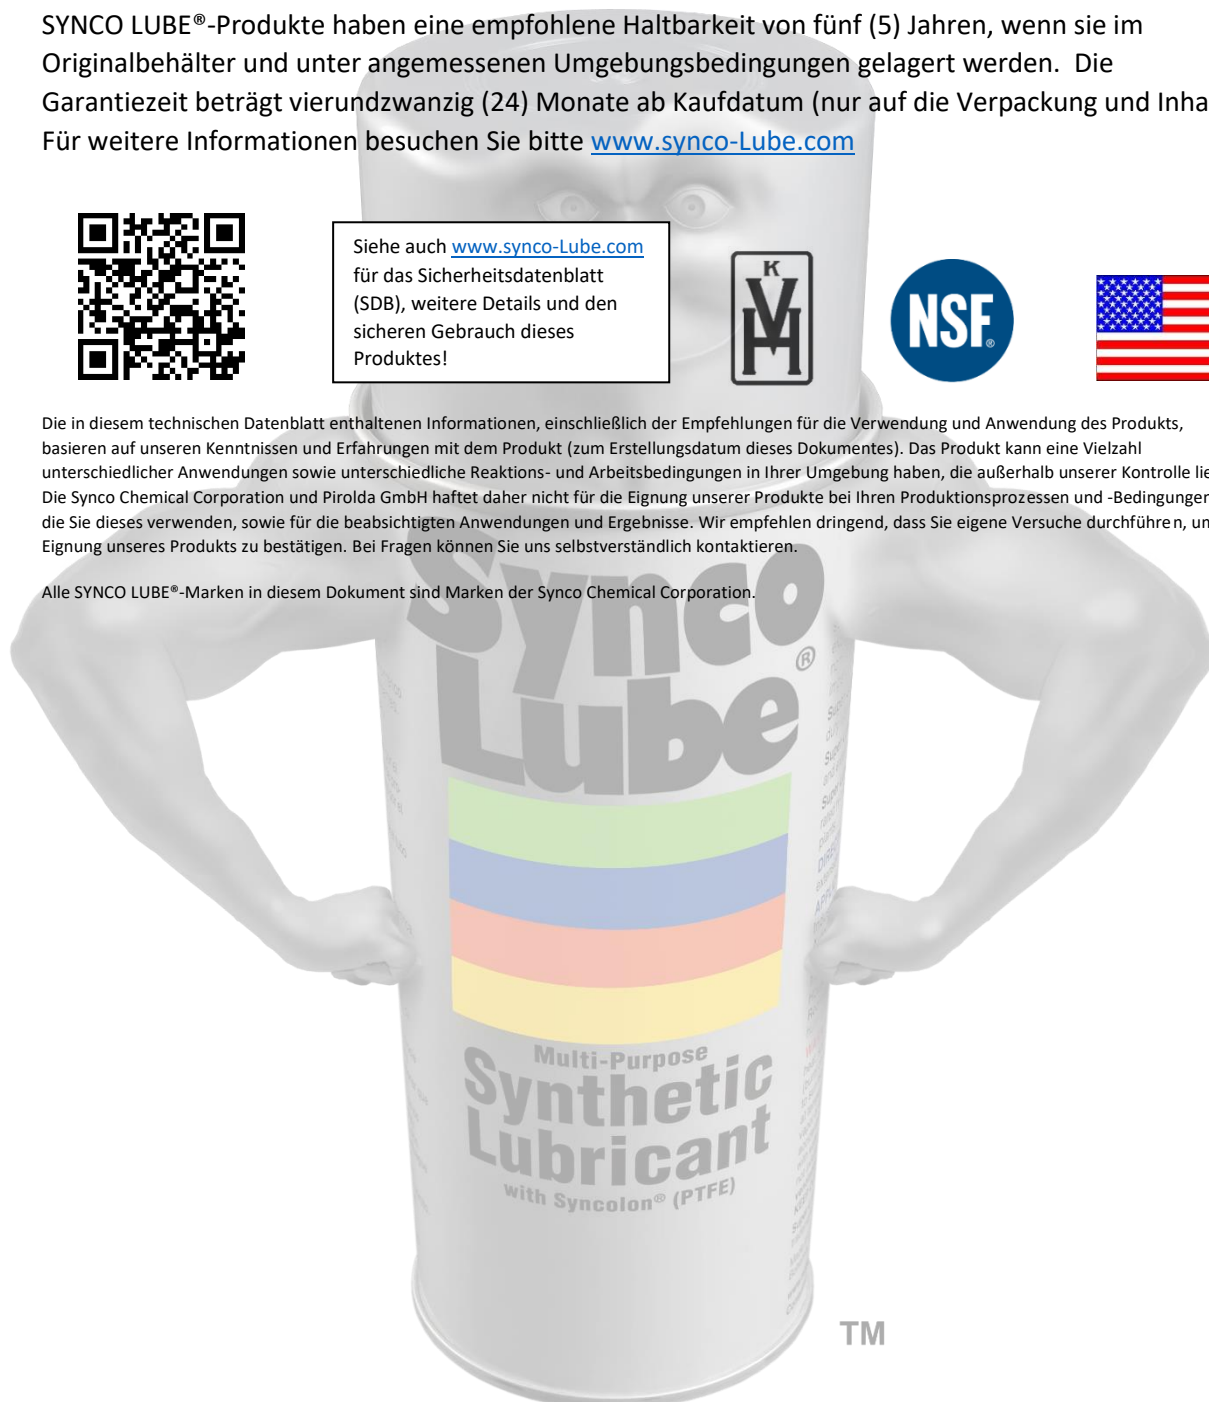 SYNCO LUBE®-Produkte haben eine empfohlene Haltbarkeit von fünf (5) Jahren, wenn sie im
Originalbehälter und unter angemessenen Umgebungsbedingungen gelagert werden. Die
Garantiezeit beträgt vierundzwanzig (24) Monate ab Kaufdatum (nur auf die Verpackung und Inha
Für weitere Informationen besuchen Sie bitte www.synco-Lube.com
Siehe auch www.synco-Lube.com
für das Sicherheitsdatenblatt
(SDB), weitere Details und den
sicheren Gebrauch dieses
Produktes!
K
VH
NSF®
Die in diesem technischen Datenblatt enthaltenen Informationen, einschließlich der Empfehlungen für die Verwendung und Anwendung des Produkts,
basieren auf unseren Kenntnissen und Erfahrungen mit dem Produkt (zum Erstellungsdatum dieses Dokumentes). Das Produkt kann eine Vielzahl
unterschiedlicher Anwendungen sowie unterschiedliche Reaktions- und Arbeitsbedingungen in Ihrer Umgebung haben, die außerhalb unserer Kontrolle lie
Die Synco Chemical Corporation und Pirolda GmbH haftet daher nicht für die Eignung unserer Produkte bei Ihren Produktionsprozessen und -Bedingungen
die Sie dieses verwenden, sowie für die beabsichtigten Anwendungen und Ergebnisse. Wir empfehlen dringend, dass Sie eigene Versuche durchführen, un
Eignung unseres Produkts zu bestätigen. Bei Fragen können Sie uns selbstverständlich kontaktieren.
Alle SYNCO LUBE®-Marken in diesem Dokument sind Marken der Synco Chemical Corporation.
Synco
Lube®
Multi-Purpose
Synthetic
Lubricant
with Syncolon® (PTFE)
TM